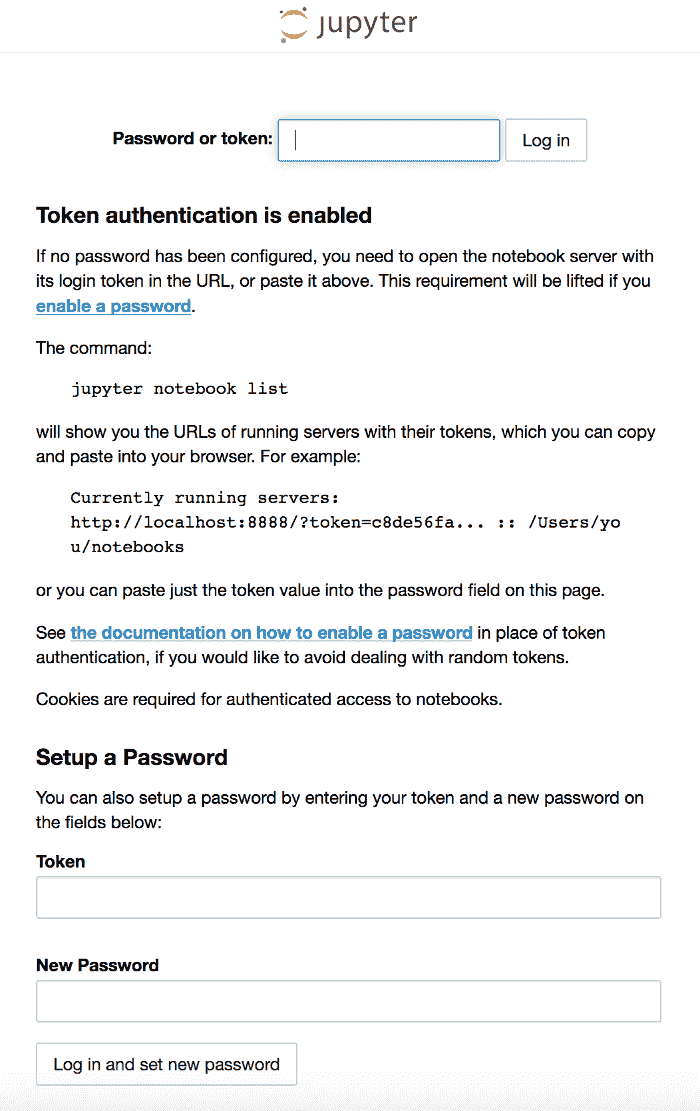 jupyter
Password or token: Log in
Token authentication is enabled
If no password has been configured, you need to open the notebook server with
its login token in the URL, or paste it above. This requirement will be lifted if you
enable a password.
The command:
jupyter notebook list
will show you the URLs of running servers with their tokens, which you can copy
and paste into your browser. For example:
Currently running servers:
http://localhost:8888/?token=c8de56fa... :: /Users/yo
u/notebooks
or you can paste just the token value into the password field on this page.
See the documentation on how to enable a password in place of token
authentication, if you would like to avoid dealing with random tokens.
Cookies are required for authenticated access to notebooks.
Setup a Password
You can also setup a password by entering your token and a new password on
the fields below:
Token
New Password
Log in and set new password